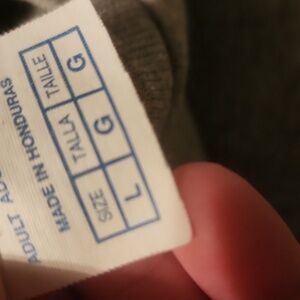 SIZE L
TALLA G
TAILLE G
MADE IN HONDURAS
ADULT